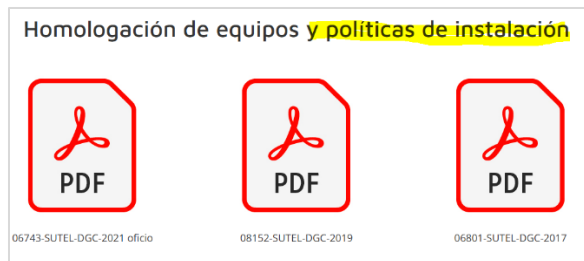 Homologación de equipos y políticas de instalación
PDF PDF PDF
06743-SUTEL-DGC-2021 oficio 08152-SUTEL-DGC-2019 06801-SUTEL-DGC-2017